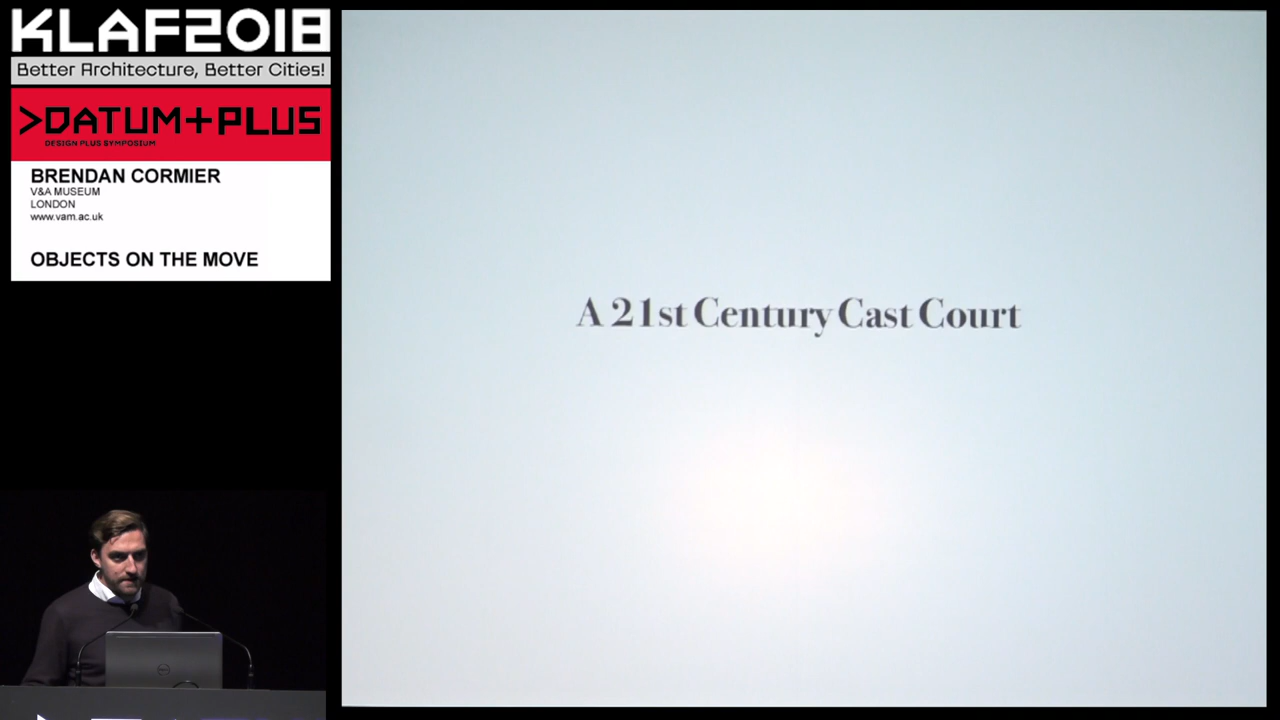 KLAF2018
Better Architecture, Better Cities!
>DATUM+PLUS
DESIGN PLUS SYMPOSIUM
BRENDAN CORMIER
V&A MUSEUM
LONDON
www.vam.ac.uk
OBJECTS ON THE MOVE
A 21st Century Cast Court
DELL